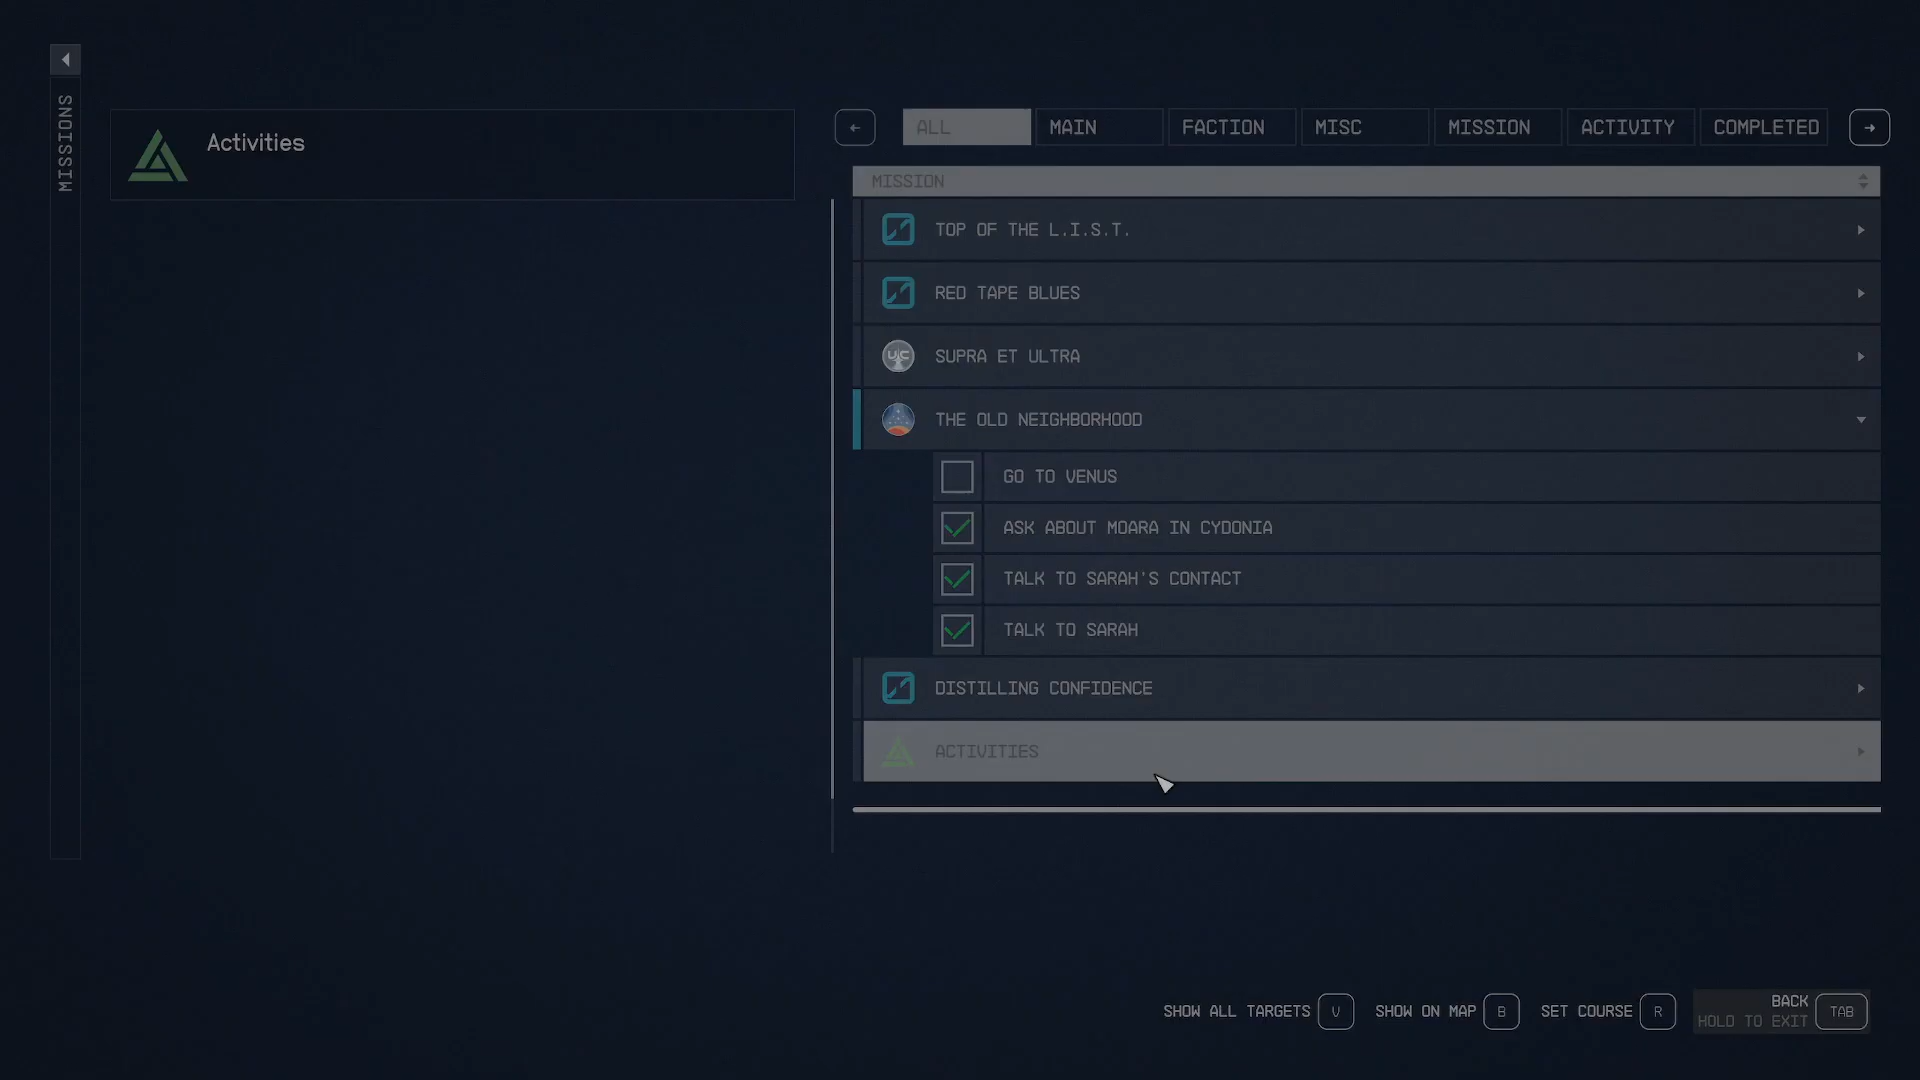 MISSIONS
Activities
ALL
MAIN
FACTION
MISC
MISSION
ACTIVITY
COMPLETED
MISSION
TOP OF THE L.I.S.T.
RED TAPE BLUES
UC
SUPRA ET ULTRA
THE OLD NEIGHBORHOOD
GO TO VENUS
ASK ABOUT MOARA IN CYDONIA
TALK TO SARAH'S CONTACT
TALK TO SARAH
DISTILLING CONFIDENCE
ACTIVITIES
SHOW ALL TARGETS V
SHOW ON MAP B
SET COURSE R
BACK
HOLD TO EXIT
TAB